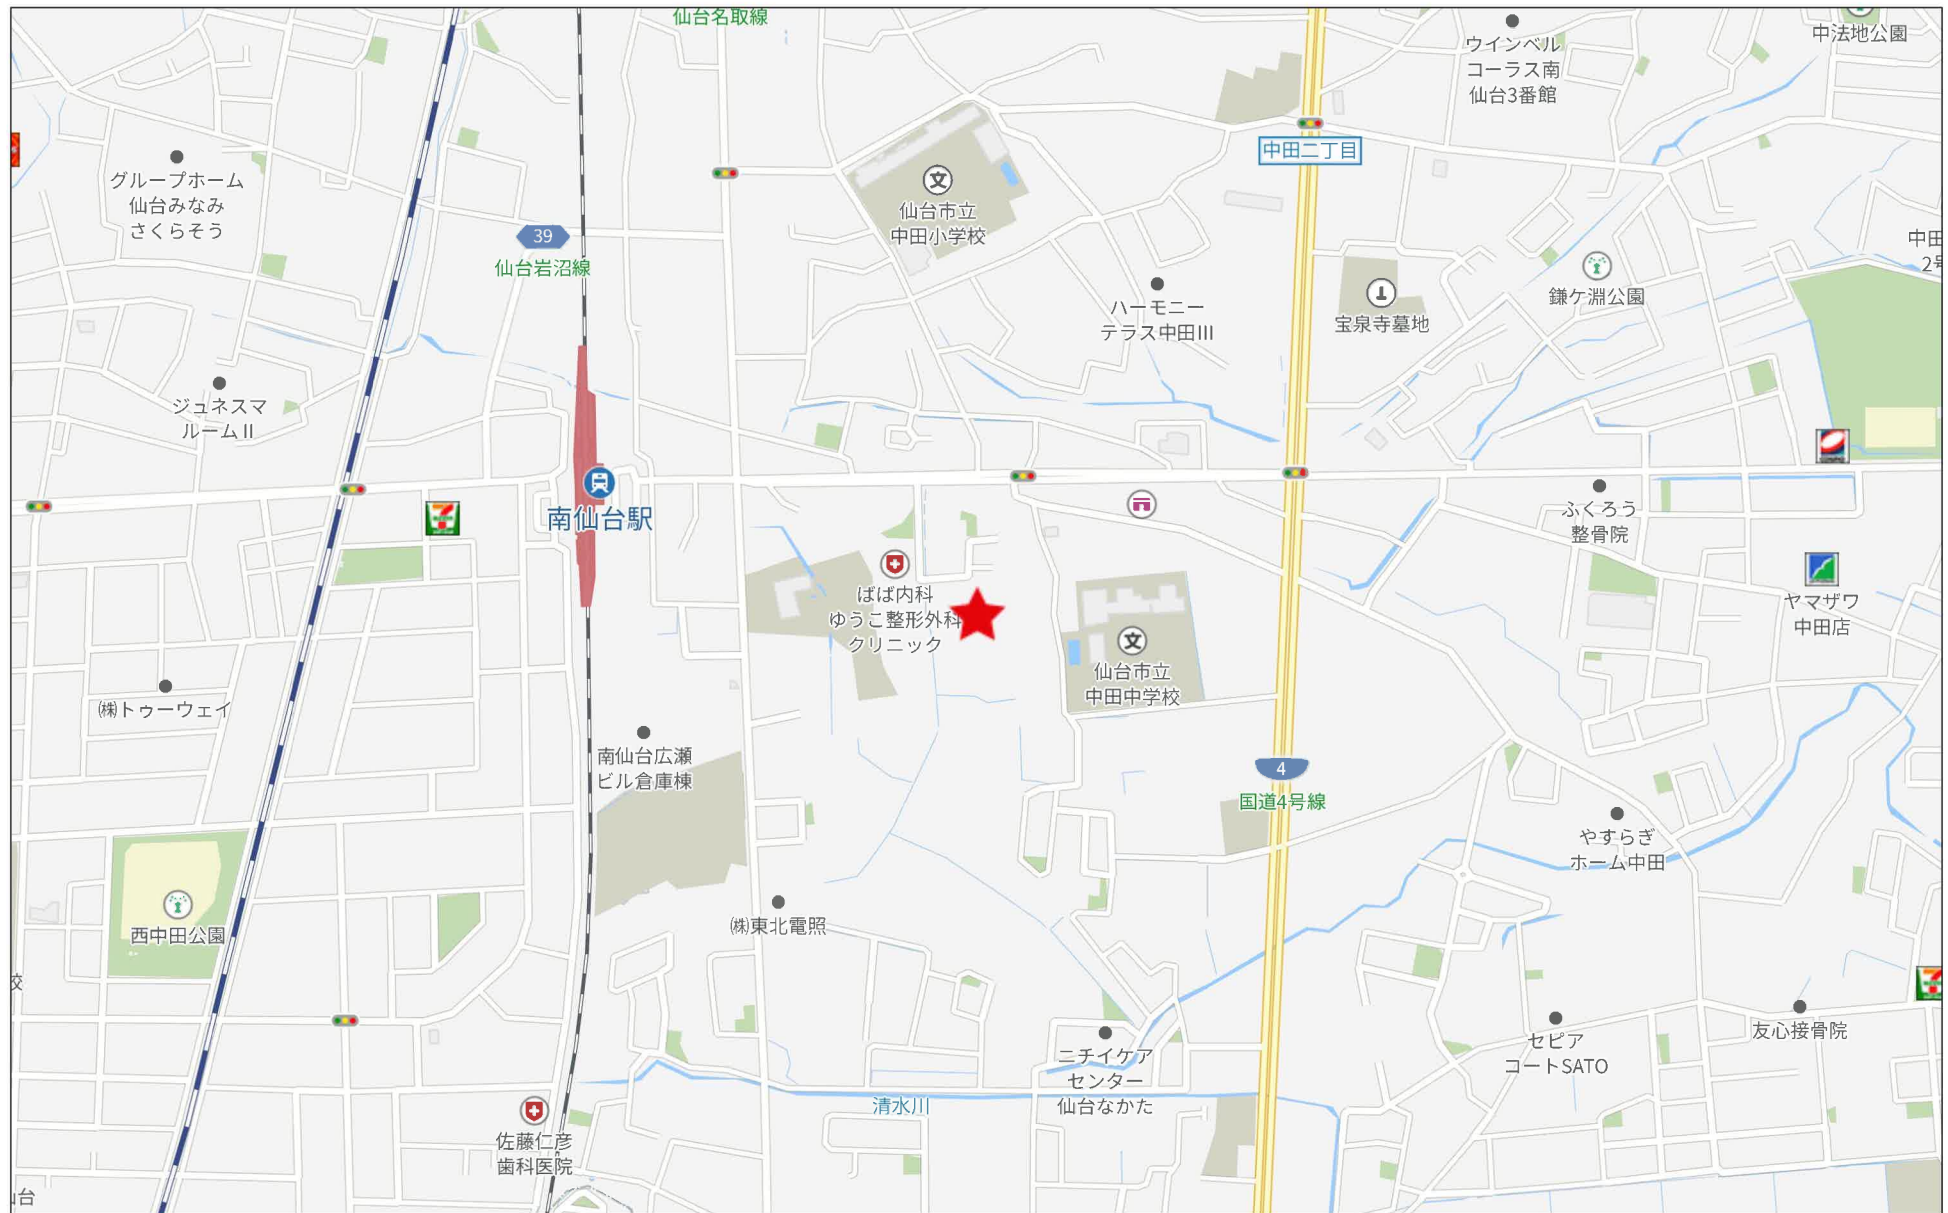 仙台名取線
中法地公園
ウインベル
コーラス南
仙台3番館
中田二丁目
グループホーム
仙台みなみ
さくらそう
仙台市立
中田小学校
39
仙台岩沼線
中田
鎌ケ淵公園
ハーモニー
テラス中田III
宝泉寺墓地
ジュネスマ
ルームII
南仙台駅
ふくろう
整骨院
ばば内科
ゆうこ整形外科
クリニック
ヤマザワ
中田店
仙台市立
中田中学校
㈱トゥーウェイ
南仙台広瀬
ビル倉庫棟
4
国道4号線
やすらぎ
ホーム中田
西中田公園
㈱東北電照
校
友心接骨院
セピア
コートSATO
ニチイケア
センター
仙台なかた
清水川
佐藤仁彦
歯科医院
台